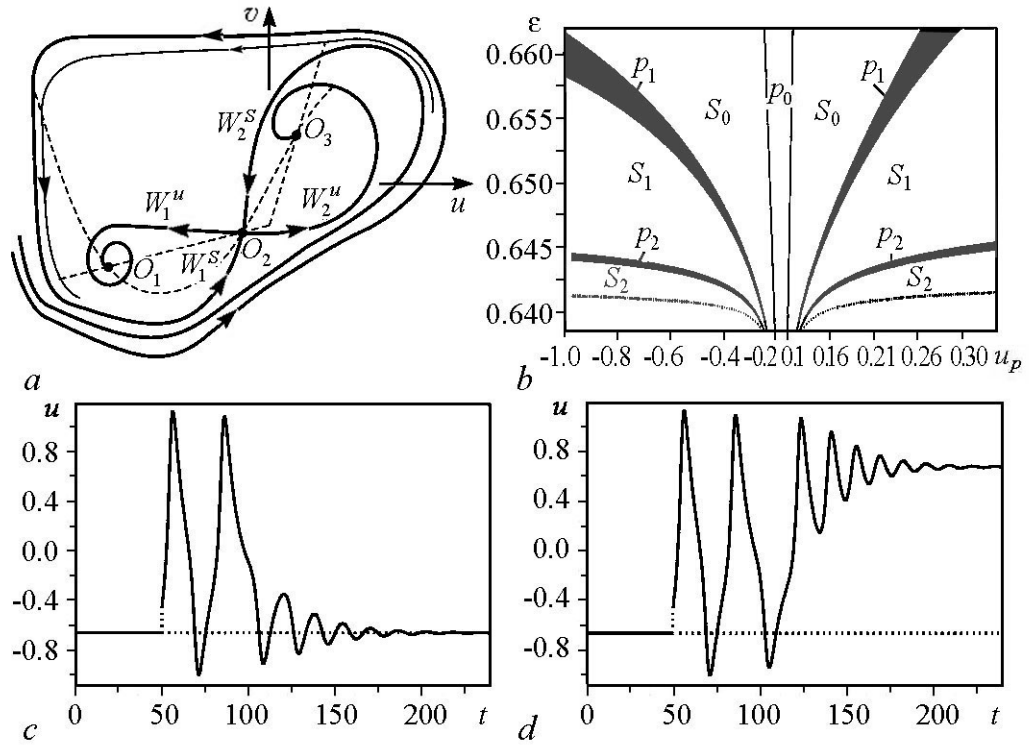 v
W₂ˢ
O₃
W₁ᵘ
W₂ᵘ
u
O₂
W₁ˢ
O₁
a
ε
0.660
0.655
0.650
0.645
0.640
p₁ p₀ p₁
S₀ S₀
S₁ S₁
p₂ p₂
S₂ S₂
-1.0 -0.8 -0.6 -0.4 -0.2 0.1 0.16 0.21 0.26 0.30 uₚ
b
u
0.8
0.4
0.0
-0.4
-0.8
0 50 100 150 200 t
c
u
0.8
0.4
0.0
-0.4
-0.8
0 50 100 150 200 t
d